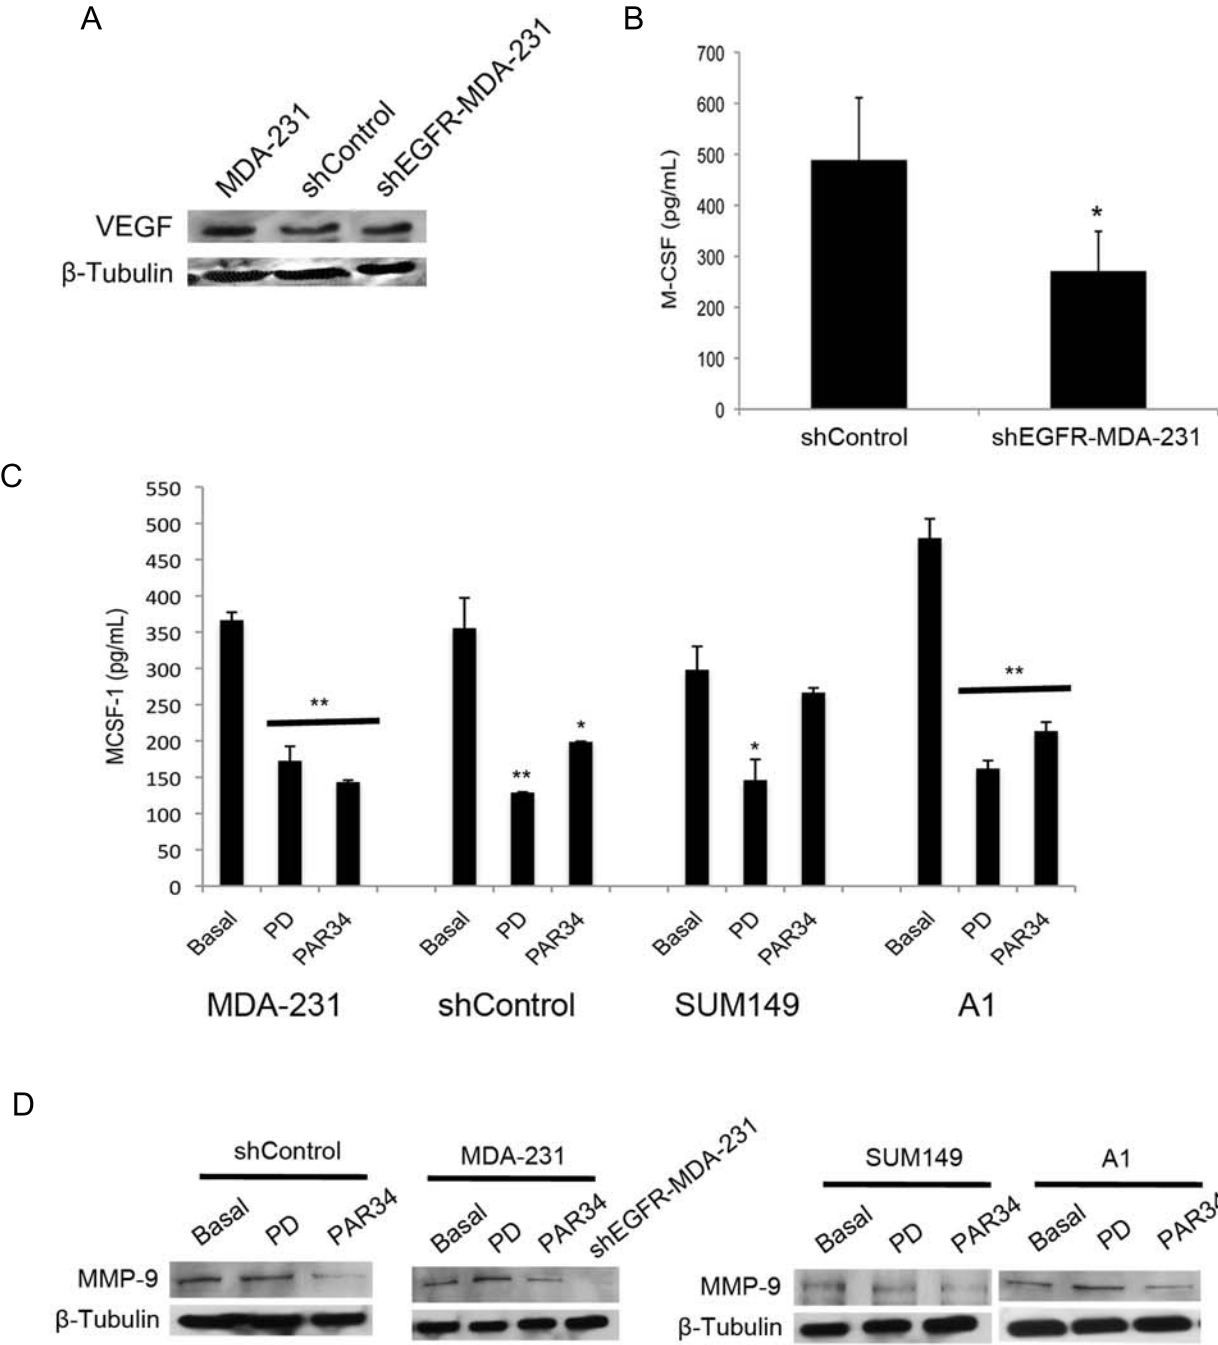 A
MDA-231
shControl
shEGFR-MDA-231
VEGF
β-Tubulin
B
700
600
500
400
300
200
100
0
M-CSF (pg/mL)
*
shControl
shEGFR-MDA-231
C
550
500
450
400
350
300
250
200
150
100
50
0
MCSF-1 (pg/mL)
**
**
*
*
**
Basal
PD
PAR34
Basal
PD
PAR34
Basal
PD
PAR34
Basal
PD
PAR34
MDA-231
shControl
SUM149
A1
D
shControl
Basal
PD
PAR34
MDA-231
Basal
PD
PAR34
shEGFR-MDA-231
MMP-9
β-Tubulin
SUM149
Basal
PD
PAR34
A1
Basal
PD
PAR34
MMP-9
β-Tubulin